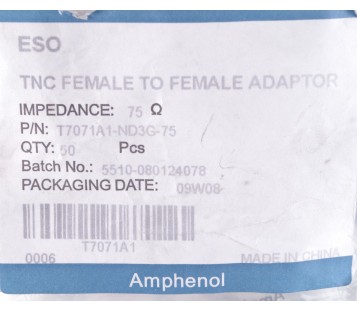 ESO
TNC FEMALE TO FEMALE ADAPTOR
IMPEDANCE: 75 Ω
P/N: T7071A1-ND3G-75
QTY: 50 Pcs
Batch No.: 5510-080124078
PACKAGING DATE: 09W08-
T7071A1
0006 MADE IN CHINA
Amphenol